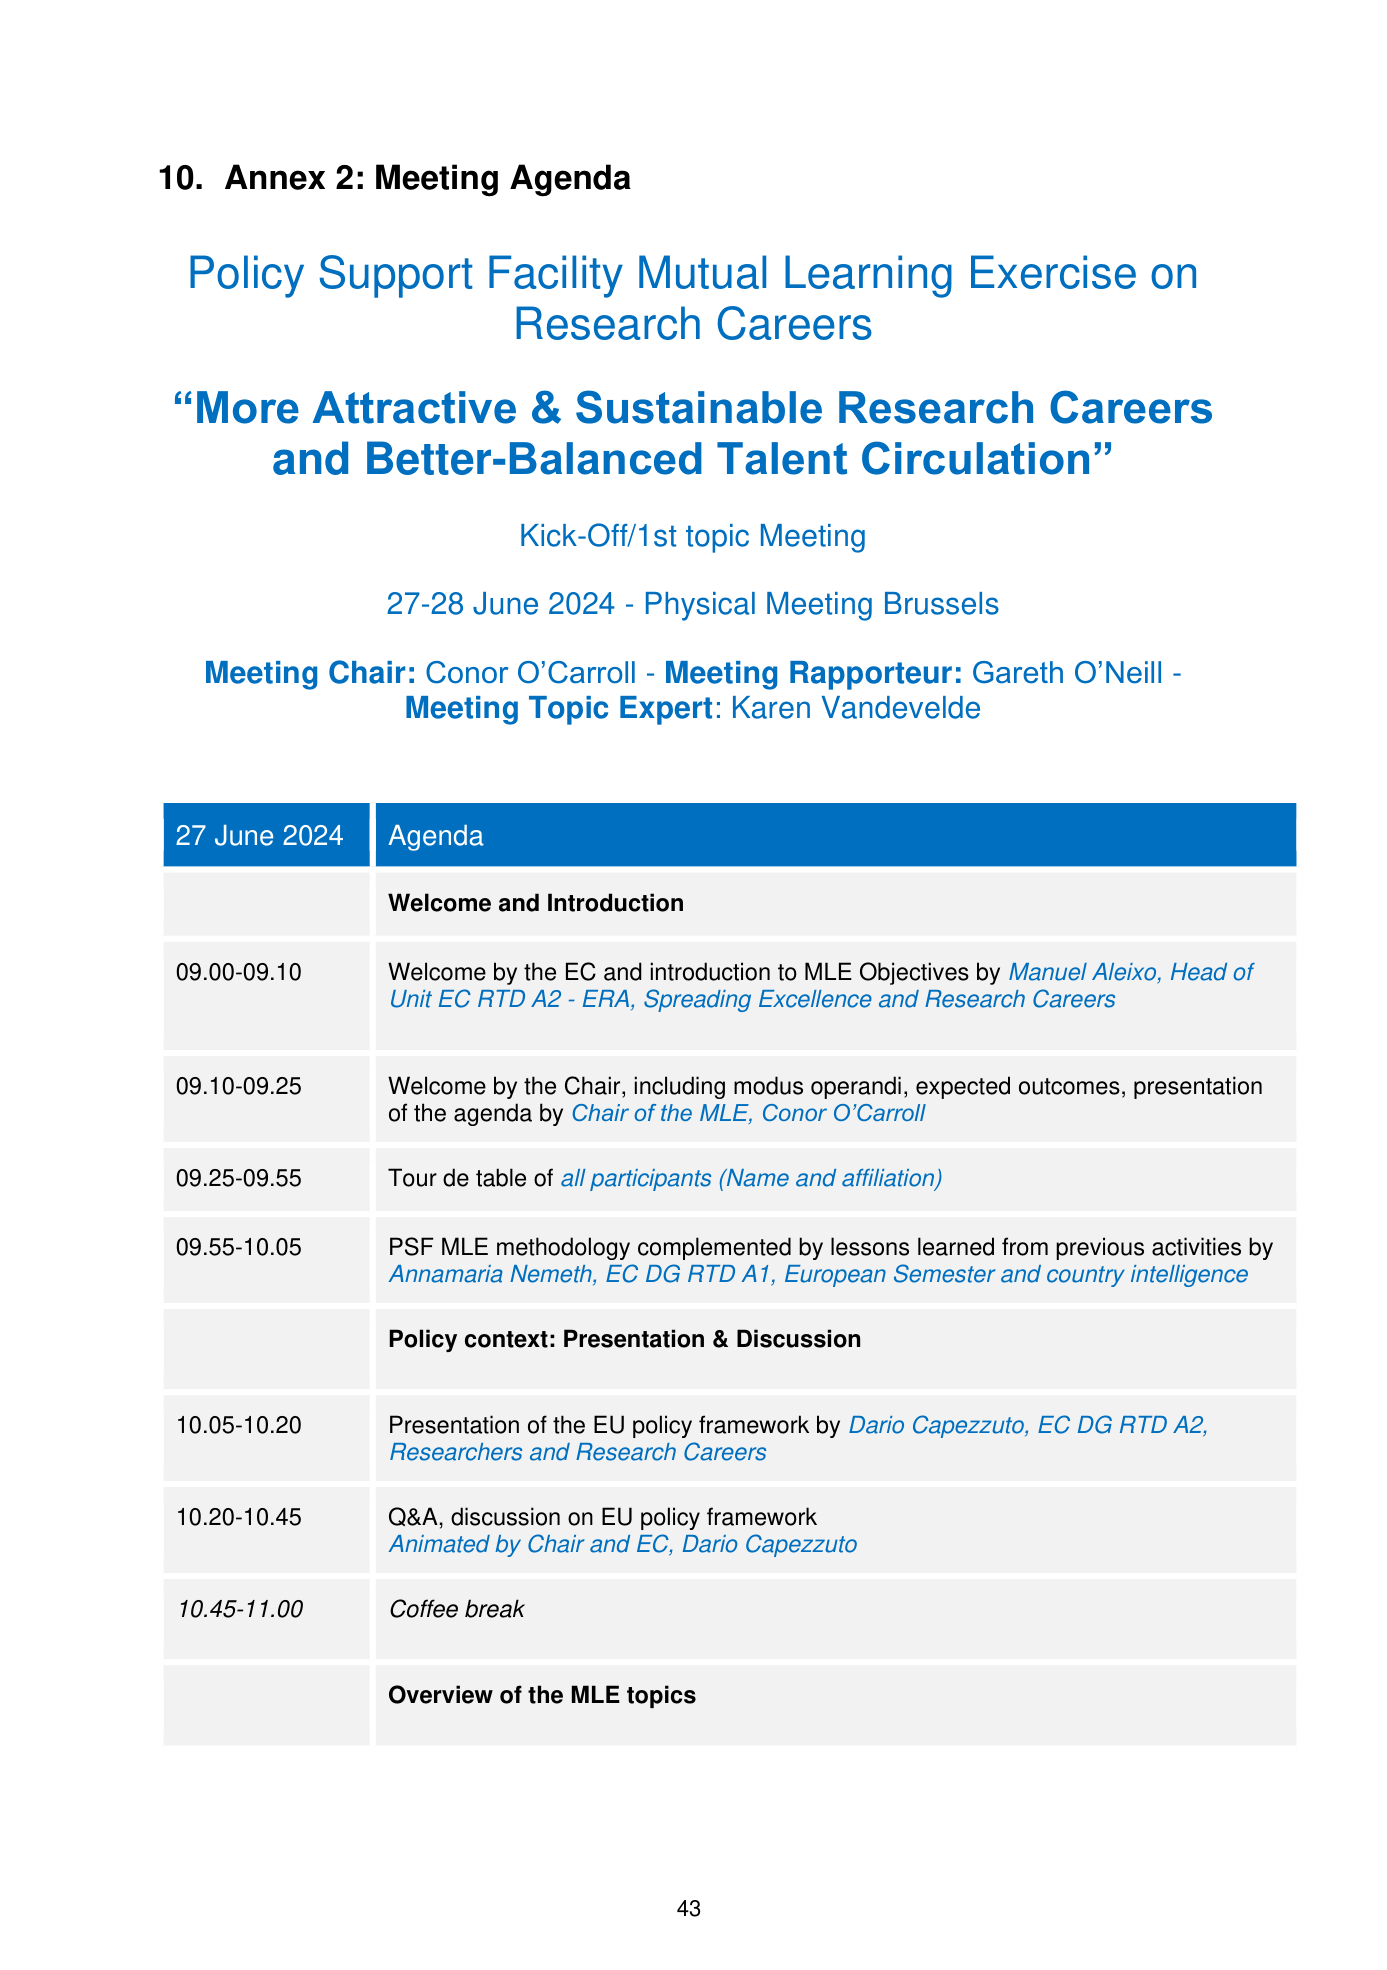 10. Annex 2: Meeting Agenda
Policy Support Facility Mutual Learning Exercise on
Research Careers
“More Attractive & Sustainable Research Careers
and Better-Balanced Talent Circulation”
Kick-Off/1st topic Meeting
27-28 June 2024 - Physical Meeting Brussels
Meeting Chair: Conor O’Carroll - Meeting Rapporteur: Gareth O’Neill -
Meeting Topic Expert: Karen Vandevelde
27 June 2024 Agenda
Welcome and Introduction
09.00-09.10 Welcome by the EC and introduction to MLE Objectives by Manuel Aleixo, Head of
Unit EC RTD A2 - ERA, Spreading Excellence and Research Careers
09.10-09.25 Welcome by the Chair, including modus operandi, expected outcomes, presentation
of the agenda by Chair of the MLE, Conor O’Carroll
09.25-09.55 Tour de table of all participants (Name and affiliation)
09.55-10.05 PSF MLE methodology complemented by lessons learned from previous activities by
Annamaria Nemeth, EC DG RTD A1, European Semester and country intelligence
Policy context: Presentation & Discussion
10.05-10.20 Presentation of the EU policy framework by Dario Capezzuto, EC DG RTD A2,
Researchers and Research Careers
10.20-10.45 Q&A, discussion on EU policy framework
Animated by Chair and EC, Dario Capezzuto
10.45-11.00 Coffee break
Overview of the MLE topics
43